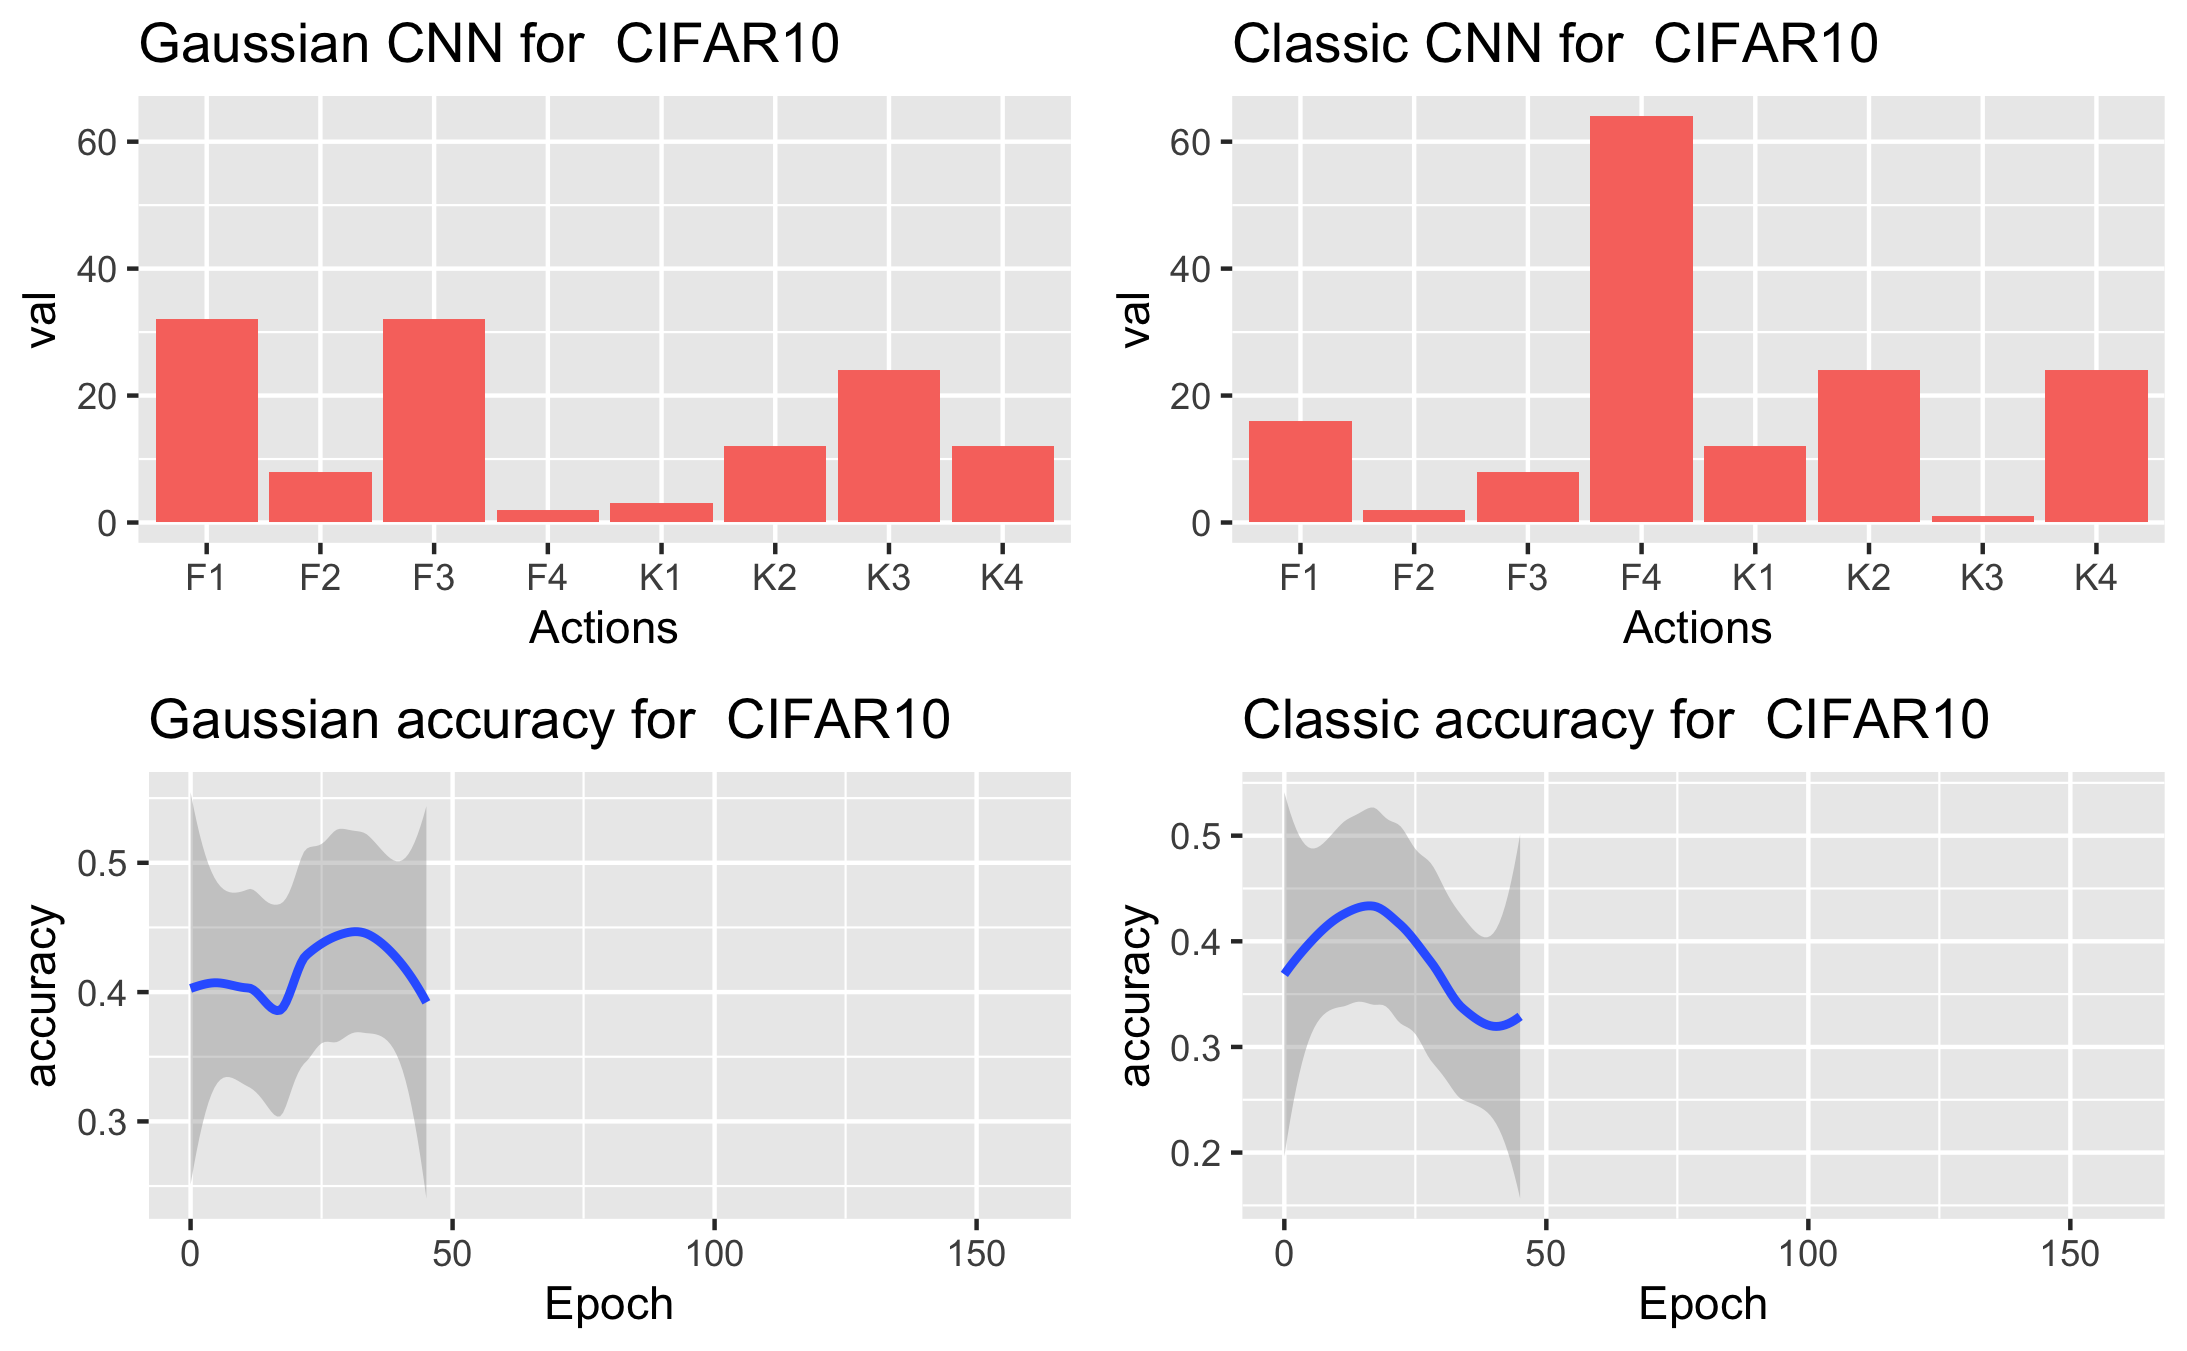 Gaussian CNN for  CIFAR10
val
60
40
20
0
F1 F2 F3 F4 K1 K2 K3 K4
Actions
Classic CNN for  CIFAR10
val
60
40
20
0
F1 F2 F3 F4 K1 K2 K3 K4
Actions
Gaussian accuracy for  CIFAR10
accuracy
0.5
0.4
0.3
0 50 100 150
Epoch
Classic accuracy for  CIFAR10
accuracy
0.5
0.4
0.3
0.2
0 50 100 150
Epoch